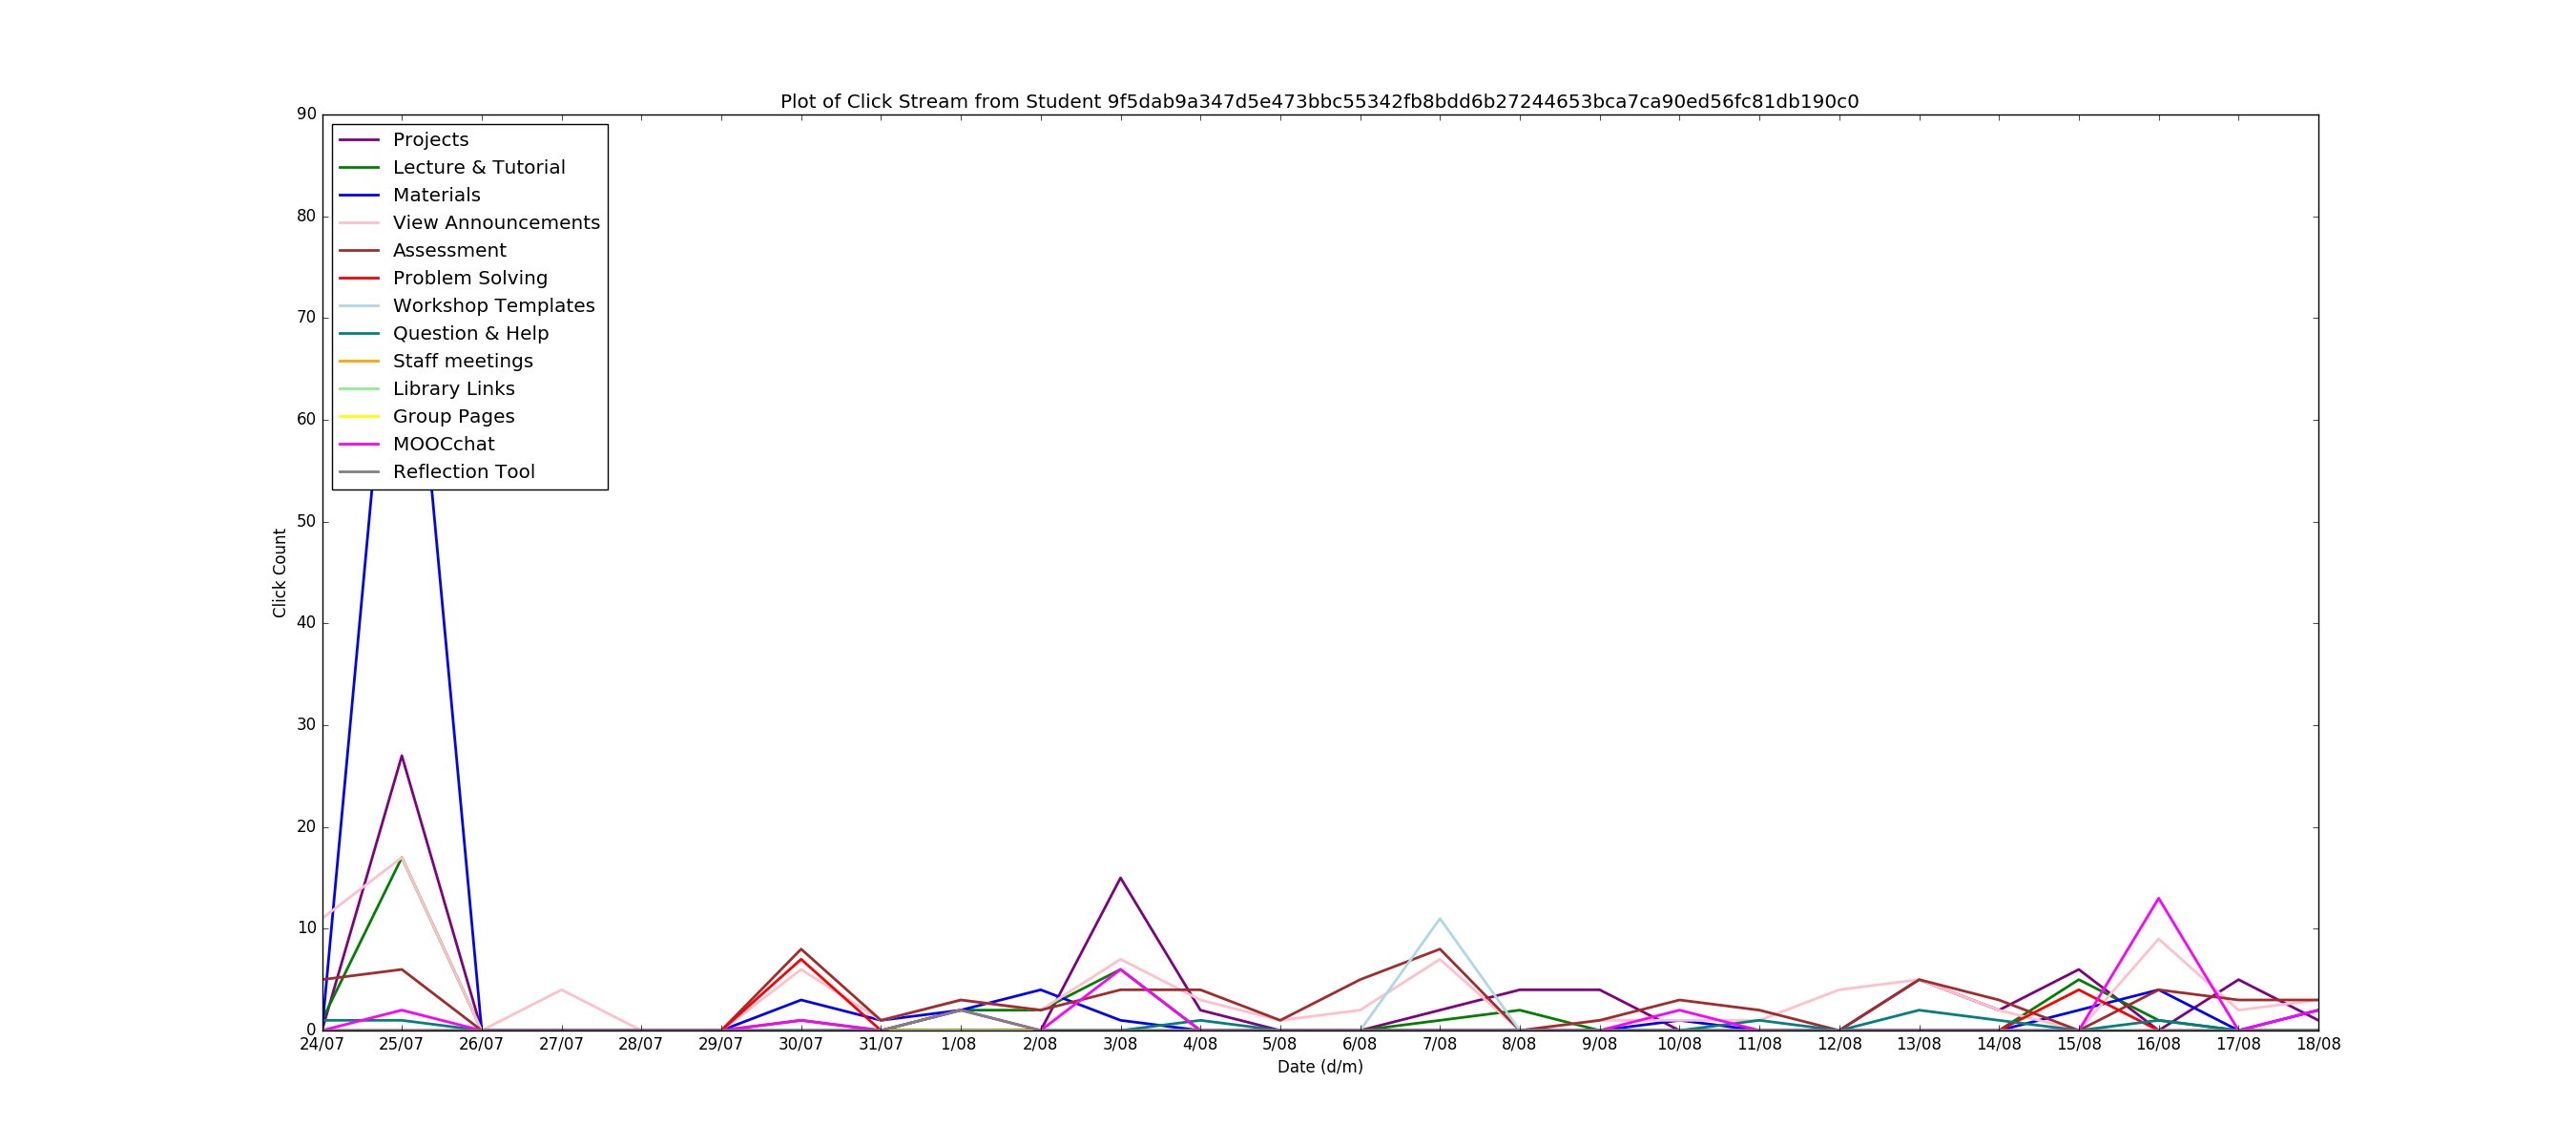 Plot of Click Stream from Student 9f5dab9a347d5e473bbc55342fb8bdd6b27244653bca7ca90ed56fc81db190c0
90
80
70
60
50
40
30
20
10
0
Click Count
Projects
Lecture & Tutorial
Materials
View Announcements
Assessment
Problem Solving
Workshop Templates
Question & Help
Staff meetings
Library Links
Group Pages
MOOCchat
Reflection Tool
24/07 25/07 26/07 27/07 28/07 29/07 30/07 31/07 1/08 2/08 3/08 4/08 5/08 6/08 7/08 8/08 9/08 10/08 11/08 12/08 13/08 14/08 15/08 16/08 17/08 18/08
Date (d/m)